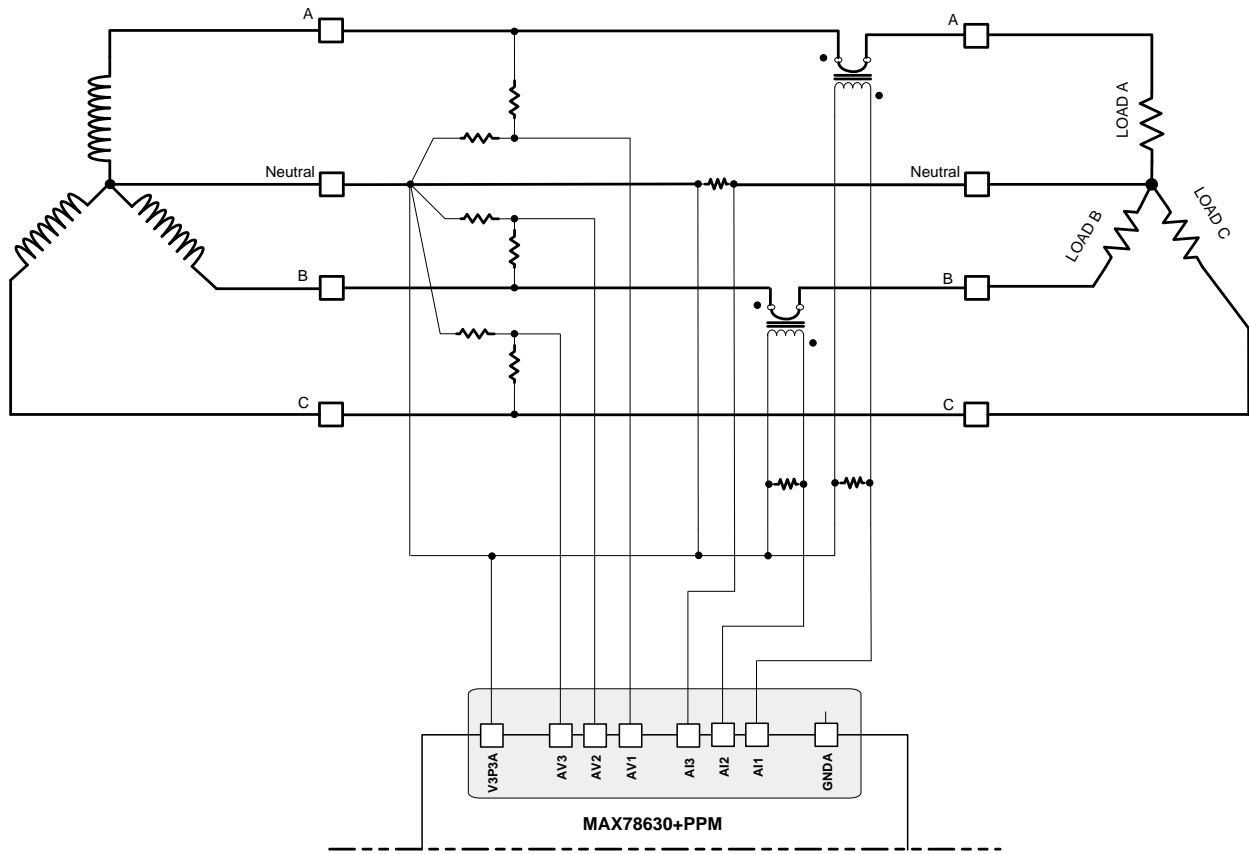 A
A
LOAD A
Neutral
Neutral
LOAD B
LOAD C
B
B
C
C
V3P3A
AV3
AV2
AV1
AI3
AI2
AI1
GNDA
MAX78630+PPM